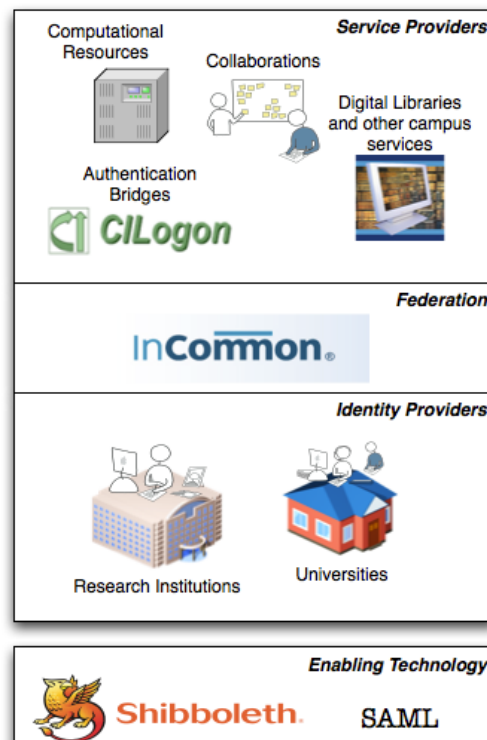 Service Providers
Computational
Resources
Collaborations
Digital Libraries
and other campus
services
Authentication
Bridges
CILogon
Federation
InCommon®
Identity Providers
Research Institutions
Universities
Enabling Technology
Shibboleth.
SAML